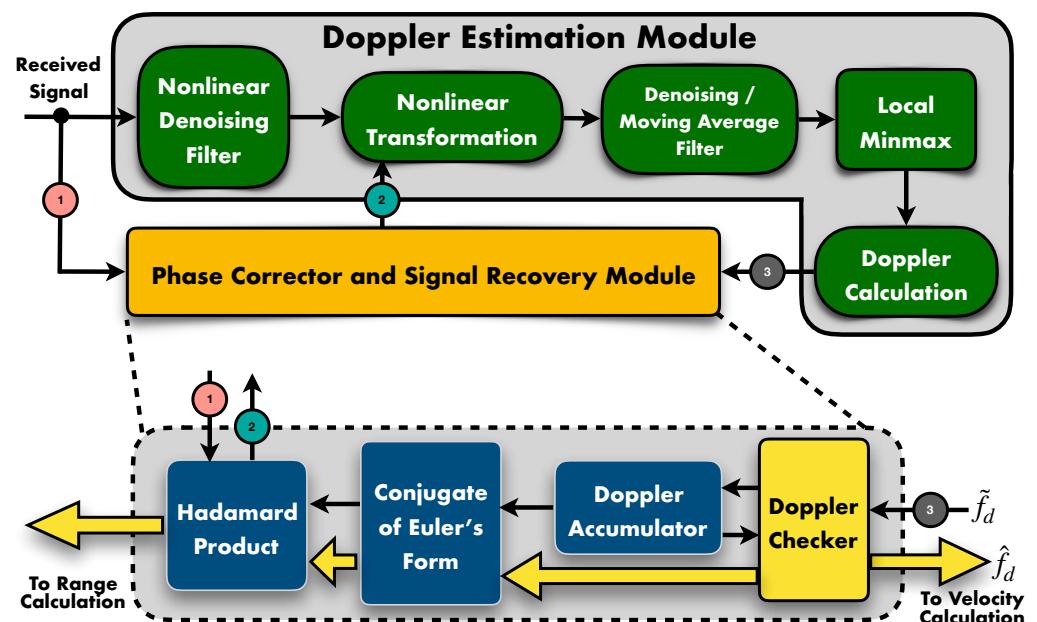 Doppler Estimation Module
Received
Signal
Nonlinear
Denoising
Filter
Nonlinear
Transformation
Denoising /
Moving Average
Filter
Local
Minmax
1
2
Phase Corrector and Signal Recovery Module
3
Doppler
Calculation
1
2
Hadamard
Product
Conjugate
of Euler's
Form
Doppler
Accumulator
Doppler
Checker
3
f̃_d
f̂_d
To Range
Calculation
To Velocity
Calculation